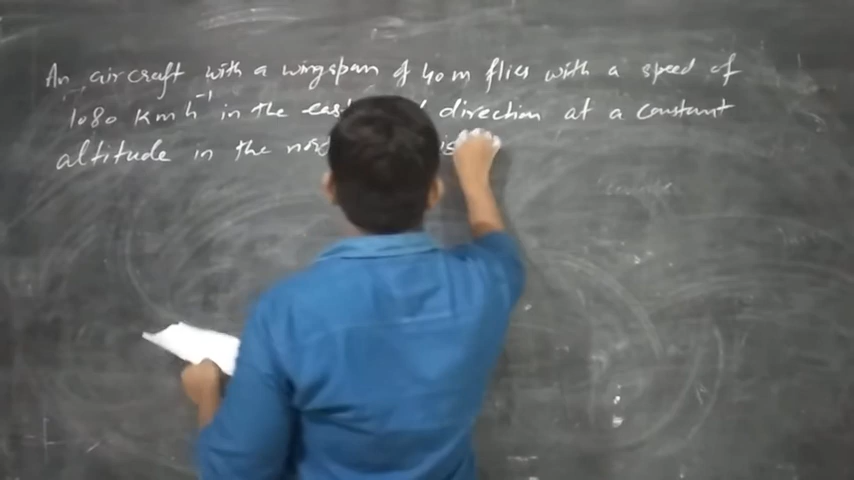 An aircraft with a wingspan of 40 m flies with a speed of
1080 Km h⁻¹ in the direction at a constant
altitude in the